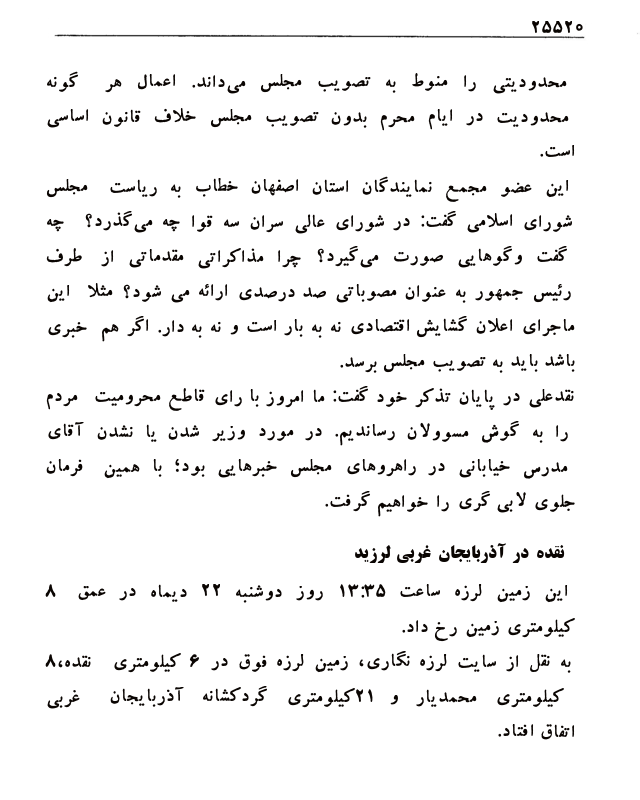 ۲۵۵۲۰
محدودیتی را منوط به تصویب مجلس می‌داند. اعمال هر گونه
محدودیت در ایام محرم بدون تصویب مجلس خلاف قانون اساسی
است.
این عضو مجمع نمایندگان استان اصفهان خطاب به ریاست مجلس
شورای اسلامی گفت: در شورای عالی سران سه قوا چه می‌گذرد؟ چه
گفت وگوهایی صورت می‌گیرد؟ چرا مذاکراتی مقدماتی از طرف
رئیس جمهور به عنوان مصوباتی صد درصدی ارائه می شود؟ مثلا این
ماجرای اعلان گشایش اقتصادی نه به بار است و نه به دار. اگر هم خبری
باشد باید به تصویب مجلس برسد.
نقدعلی در پایان تذکر خود گفت: ما امروز با رای قاطع محرومیت مردم
را به گوش مسوولان رساندیم. در مورد وزیر شدن یا نشدن آقای
مدرس خیابانی در راهروهای مجلس خبرهایی بود؛ با همین فرمان
جلوی لابی گری را خواهیم گرفت.
نقده در آذربایجان غربی لرزید
این زمین لرزه ساعت ۱۳:۳۵ روز دوشنبه ۲۲ دیماه در عمق ۸
کیلومتری زمین رخ داد.
به نقل از سایت لرزه نگاری، زمین لرزه فوق در ۶ کیلومتری نقده،۸
کیلومتری محمدیار و ۲۱کیلومتری گردکشانه آذربایجان غربی
اتفاق افتاد.